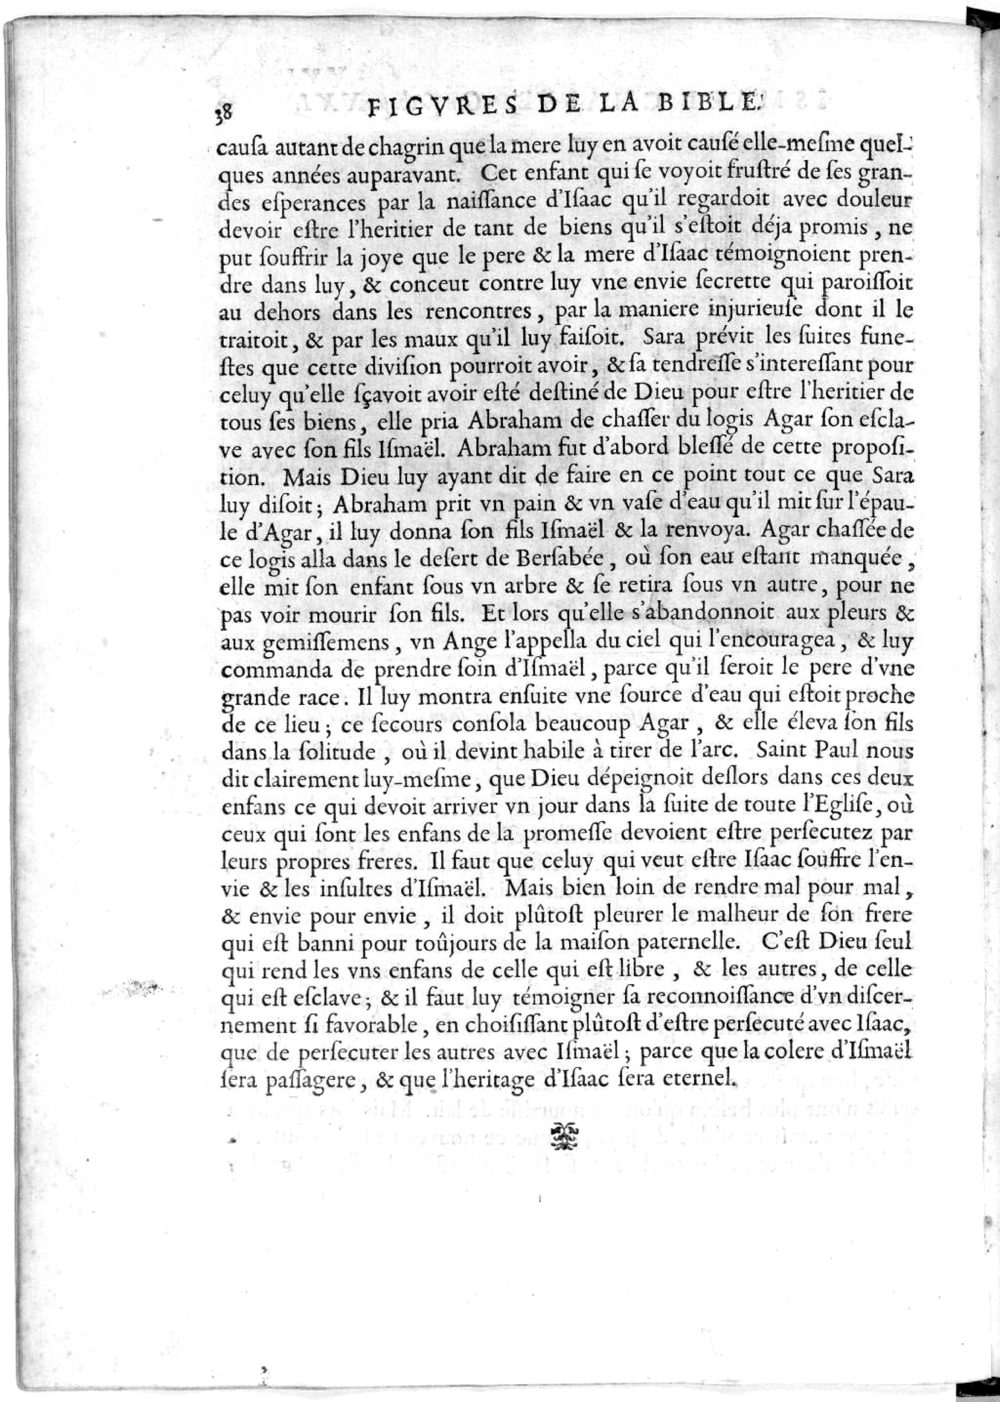 38 FIGVRES DE LA BIBLE.
cauſa autant de chagrin que la mere luy en avoit cauſé elle-meſme quel-
ques années auparavant. Cet enfant qui ſe voyoit fruſtré de ſes gran-
des eſperances par la naiſſance d'Iſaac qu'il regardoit avec douleur
devoir eſtre l'heritier de tant de biens qu'il s'eſtoit déja promis, ne
put ſouffrir la joye que le pere & la mere d'Iſaac témoignoient pren-
dre dans luy, & conceut contre luy vne envie ſecrette qui paroiſſoit
au dehors dans les rencontres, par la maniere injurieuſe dont il le
traitoit, & par les maux qu'il luy faiſoit. Sara prévit les ſuites fune-
ſtes que cette diviſion pourroit avoir, & ſa tendreſſe s'intereſſant pour
celuy qu'elle ſçavoit avoir eſté deſtiné de Dieu pour eſtre l'heritier de
tous ſes biens, elle pria Abraham de chaſſer du logis Agar ſon eſcla-
ve avec ſon fils Iſmaël. Abraham fut d'abord bleſſé de cette propoſi-
tion. Mais Dieu luy ayant dit de faire en ce point tout ce que Sara
luy diſoit; Abraham prit vn pain & vn vaſe d'eau qu'il mit ſur l'épau-
le d'Agar, il luy donna ſon fils Iſmaël & la renvoya. Agar chaſſée de
ce logis alla dans le deſert de Berſabée, où ſon eau eſtant manquée,
elle mit ſon enfant ſous vn arbre & ſe retira ſous vn autre, pour ne
pas voir mourir ſon fils. Et lors qu'elle s'abandonnoit aux pleurs &
aux gemiſſemens, vn Ange l'appella du ciel qui l'encouragea, & luy
commanda de prendre ſoin d'Iſmaël, parce qu'il ſeroit le pere d'vne
grande race. Il luy montra enſuite vne ſource d'eau qui eſtoit proche
de ce lieu; ce ſecours conſola beaucoup Agar, & elle éleva ſon fils
dans la ſolitude, où il devint habile à tirer de l'arc. Saint Paul nous
dit clairement luy-meſme, que Dieu dépeignoit deſlors dans ces deux
enfans ce qui devoit arriver vn jour dans la ſuite de toute l'Egliſe, où
ceux qui ſont les enfans de la promeſſe devoient eſtre perſecutez par
leurs propres freres. Il faut que celuy qui veut eſtre Iſaac ſouffre l'en-
vie & les inſultes d'Iſmaël. Mais bien loin de rendre mal pour mal,
& envie pour envie, il doit plûtoſt pleurer le malheur de ſon frere
qui eſt banni pour toûjours de la maiſon paternelle. C'eſt Dieu ſeul
qui rend les vns enfans de celle qui eſt libre, & les autres, de celle
qui eſt eſclave; & il faut luy témoigner ſa reconnoiſſance d'vn diſcer-
nement ſi favorable, en choiſiſſant plûtoſt d'eſtre perſecuté avec Iſaac,
que de perſecuter les autres avec Iſmaël; parce que la colere d'Iſmaël
ſera paſſagere, & que l'heritage d'Iſaac ſera eternel.